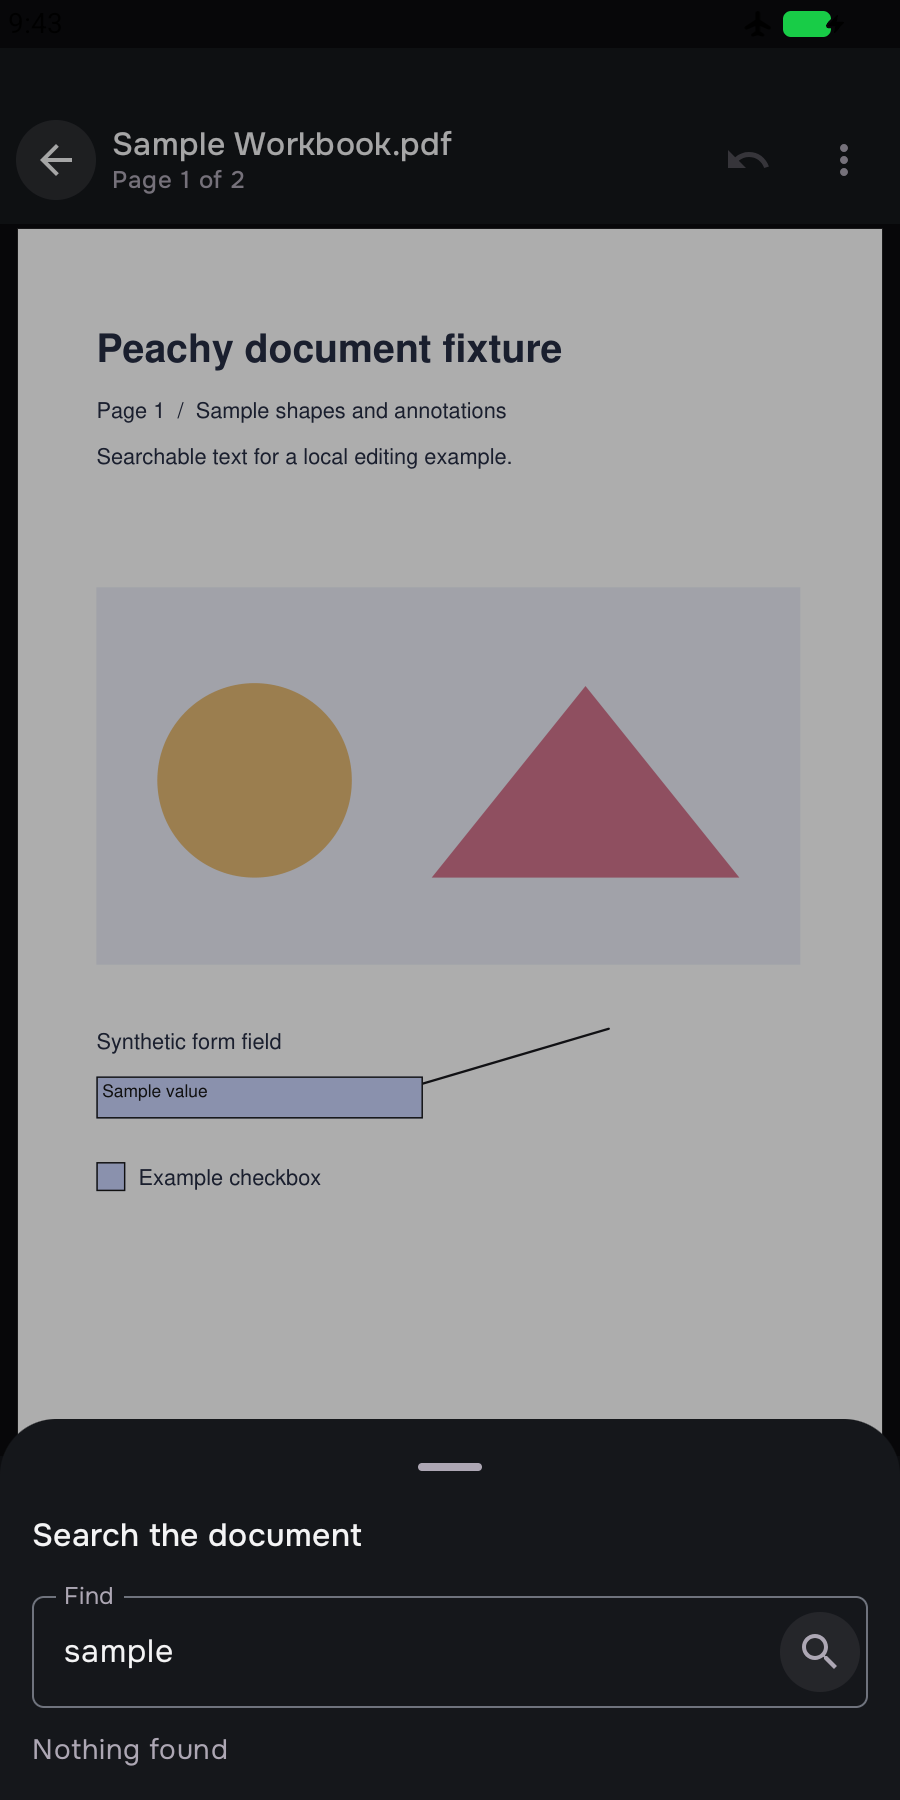 9:43
Sample Workbook.pdf
Page 1 of 2
Peachy document fixture
Page 1 / Sample shapes and annotations
Searchable text for a local editing example.
Synthetic form field
Sample value
Example checkbox
Search the document
Find
sample
Nothing found